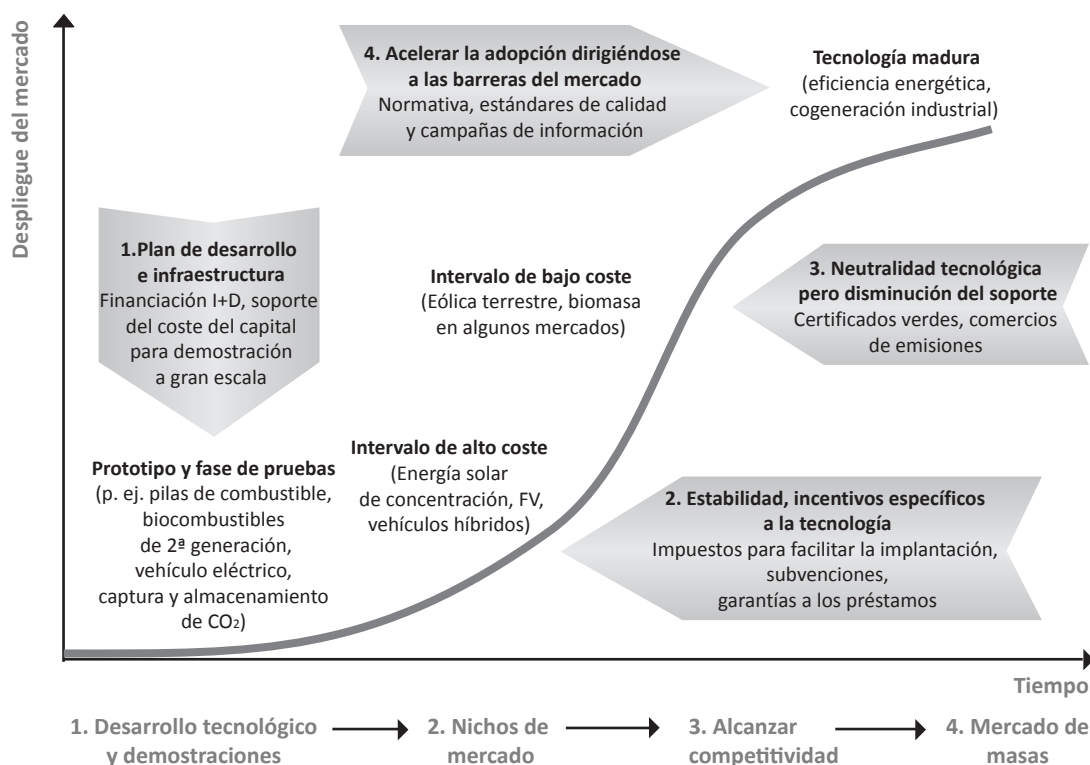 Despliegue del mercado
4. Acelerar la adopción dirigiéndose
a las barreras del mercado
Normativa, estándares de calidad
y campañas de información
Tecnología madura
(eficiencia energética,
cogeneración industrial)
1.Plan de desarrollo
e infraestructura
Financiación I+D, soporte
del coste del capital
para demostración
a gran escala
Intervalo de bajo coste
(Eólica terrestre, biomasa
en algunos mercados)
3. Neutralidad tecnológica
pero disminución del soporte
Certificados verdes, comercios
de emisiones
Prototipo y fase de pruebas
(p. ej. pilas de combustible,
biocombustibles
de 2ª generación,
vehículo eléctrico,
captura y almacenamiento
de CO₂)
Intervalo de alto coste
(Energía solar
de concentración, FV,
vehículos híbridos)
2. Estabilidad, incentivos específicos
a la tecnología
Impuestos para facilitar la implantación,
subvenciones,
garantías a los préstamos
Tiempo
1. Desarrollo tecnológico
y demostraciones
2. Nichos de
mercado
3. Alcanzar
competitividad
4. Mercado de
masas